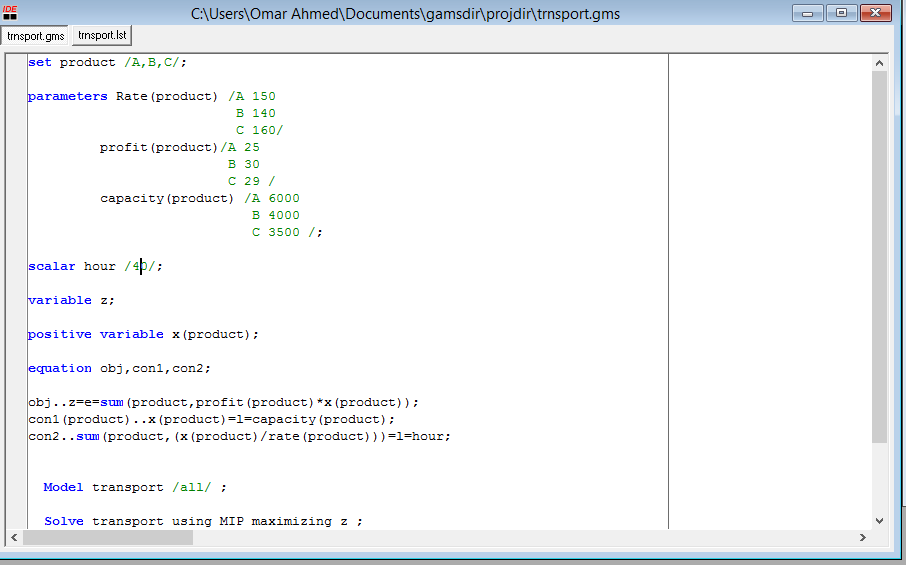 IDE
C:\Users\Omar Ahmed\Documents\gamsdir\projdir\trnsport.gms
trnsport.gms trnsport.lst
set product /A,B,C/;
parameters Rate(product) /A 150
B 140
C 160/
profit(product)/A 25
B 30
C 29 /
capacity(product) /A 6000
B 4000
C 3500 /;
scalar hour /40/;
variable z;
positive variable x(product);
equation obj,con1,con2;
obj..z=e=sum(product,profit(product)*x(product));
con1(product)..x(product)=l=capacity(product);
con2..sum(product,(x(product)/rate(product)))=l=hour;
Model transport /all/ ;
Solve transport using MIP maximizing z ;